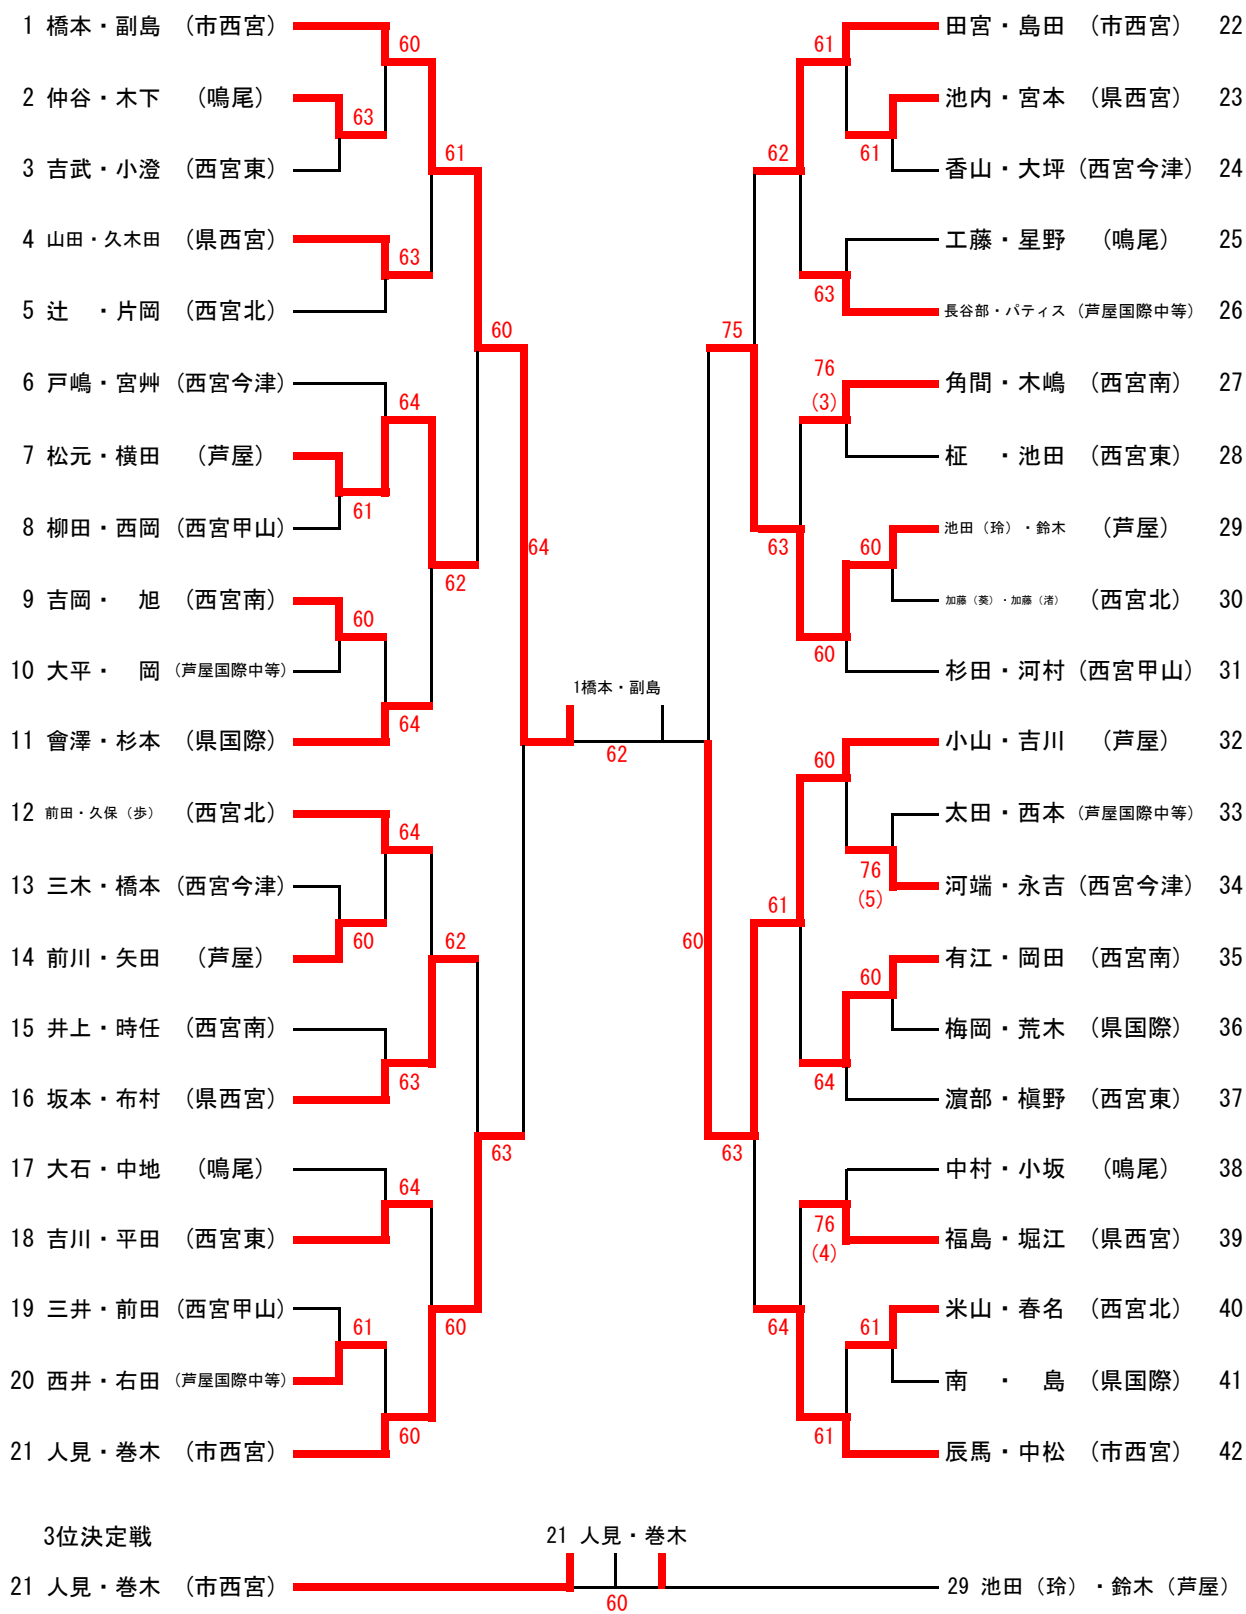 1 橋本・副島 (市西宮)
2 仲谷・木下 (鳴尾)
3 吉武・小澄 (西宮東)
4 山田・久木田 (県西宮)
5 辻 ・片岡 (西宮北)
6 戸嶋・宮艸 (西宮今津)
7 松元・横田 (芦屋)
8 柳田・西岡 (西宮甲山)
9 吉岡・ 旭 (西宮南)
10 大平・ 岡 (芦屋国際中等)
11 會澤・杉本 (県国際)
12 前田・久保(歩) (西宮北)
13 三木・橋本 (西宮今津)
14 前川・矢田 (芦屋)
15 井上・時任 (西宮南)
16 坂本・布村 (県西宮)
17 大石・中地 (鳴尾)
18 吉川・平田 (西宮東)
19 三井・前田 (西宮甲山)
20 西井・右田 (芦屋国際中等)
21 人見・巻木 (市西宮)
60
63
61
63
60
64
61
62
60
64
64
64
60
62
63
63
64
61
60
60
1橋本・副島
62
田宮・島田 (市西宮) 22
池内・宮本 (県西宮) 23
香山・大坪 (西宮今津) 24
工藤・星野 (鳴尾) 25
長谷部・パティス (芦屋国際中等) 26
角間・木嶋 (西宮南) 27
柾 ・池田 (西宮東) 28
池田(玲)・鈴木 (芦屋) 29
加藤(葵)・加藤(渚) (西宮北) 30
杉田・河村 (西宮甲山) 31
小山・吉川 (芦屋) 32
太田・西本 (芦屋国際中等) 33
河端・永吉 (西宮今津) 34
有江・岡田 (西宮南) 35
梅岡・荒木 (県国際) 36
濵部・槇野 (西宮東) 37
中村・小坂 (鳴尾) 38
福島・堀江 (県西宮) 39
米山・春名 (西宮北) 40
南 ・ 島 (県国際) 41
辰馬・中松 (市西宮) 42
61
61
62
63
75
76
(3)
63
60
60
60
60
76
(5)
61
60
64
63
76
(4)
64
61
61
3位決定戦
21 人見・巻木
21 人見・巻木 (市西宮)
60
29 池田(玲)・鈴木(芦屋)